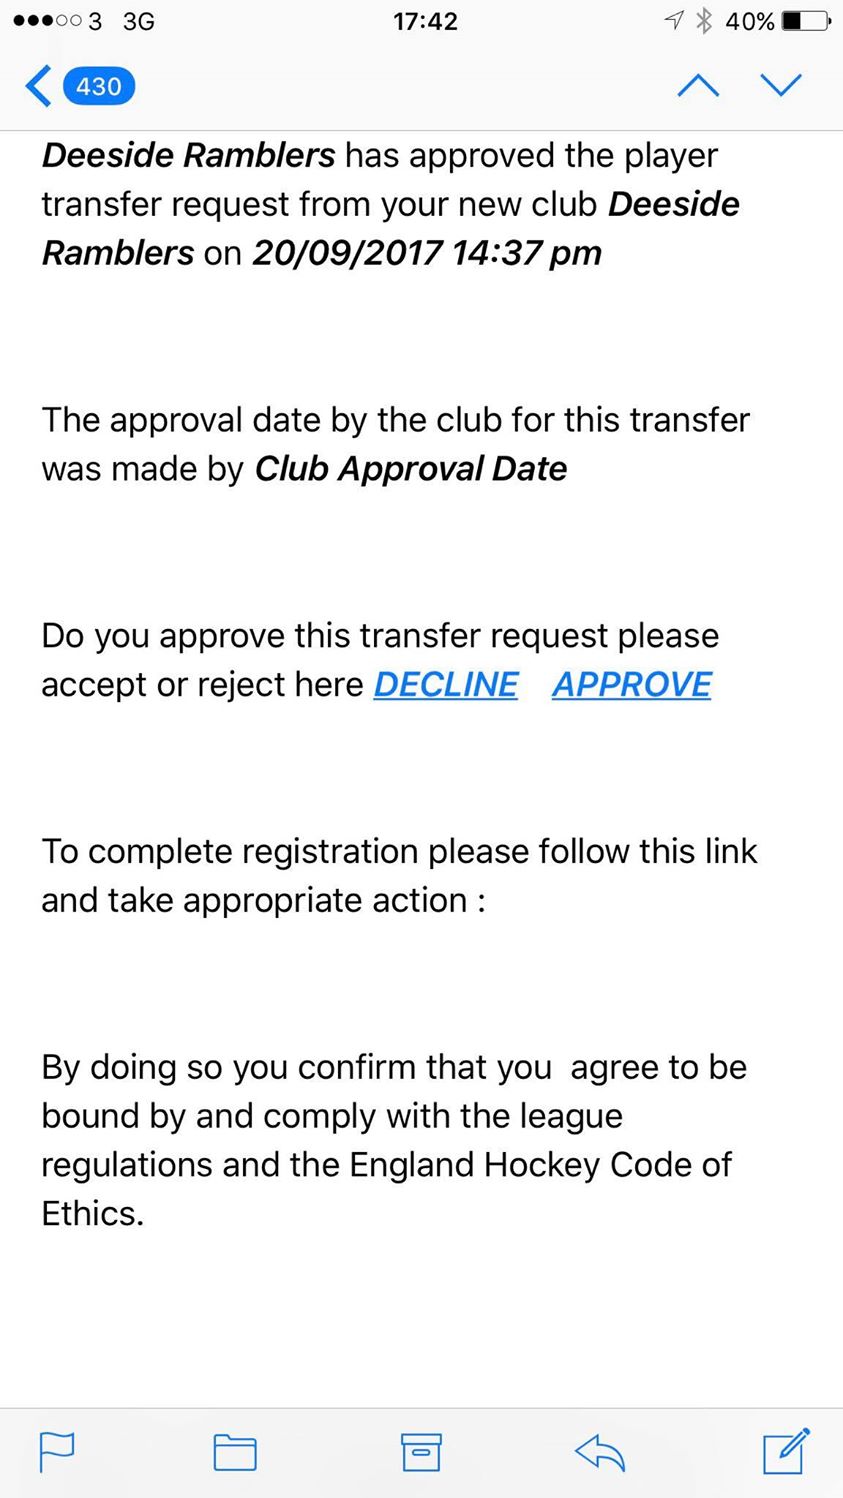 3 3G 17:42 40%
430
Deeside Ramblers has approved the player
transfer request from your new club Deeside
Ramblers on 20/09/2017 14:37 pm
The approval date by the club for this transfer
was made by Club Approval Date
Do you approve this transfer request please
accept or reject here DECLINE APPROVE
To complete registration please follow this link
and take appropriate action :
By doing so you confirm that you  agree to be
bound by and comply with the league
regulations and the England Hockey Code of
Ethics.